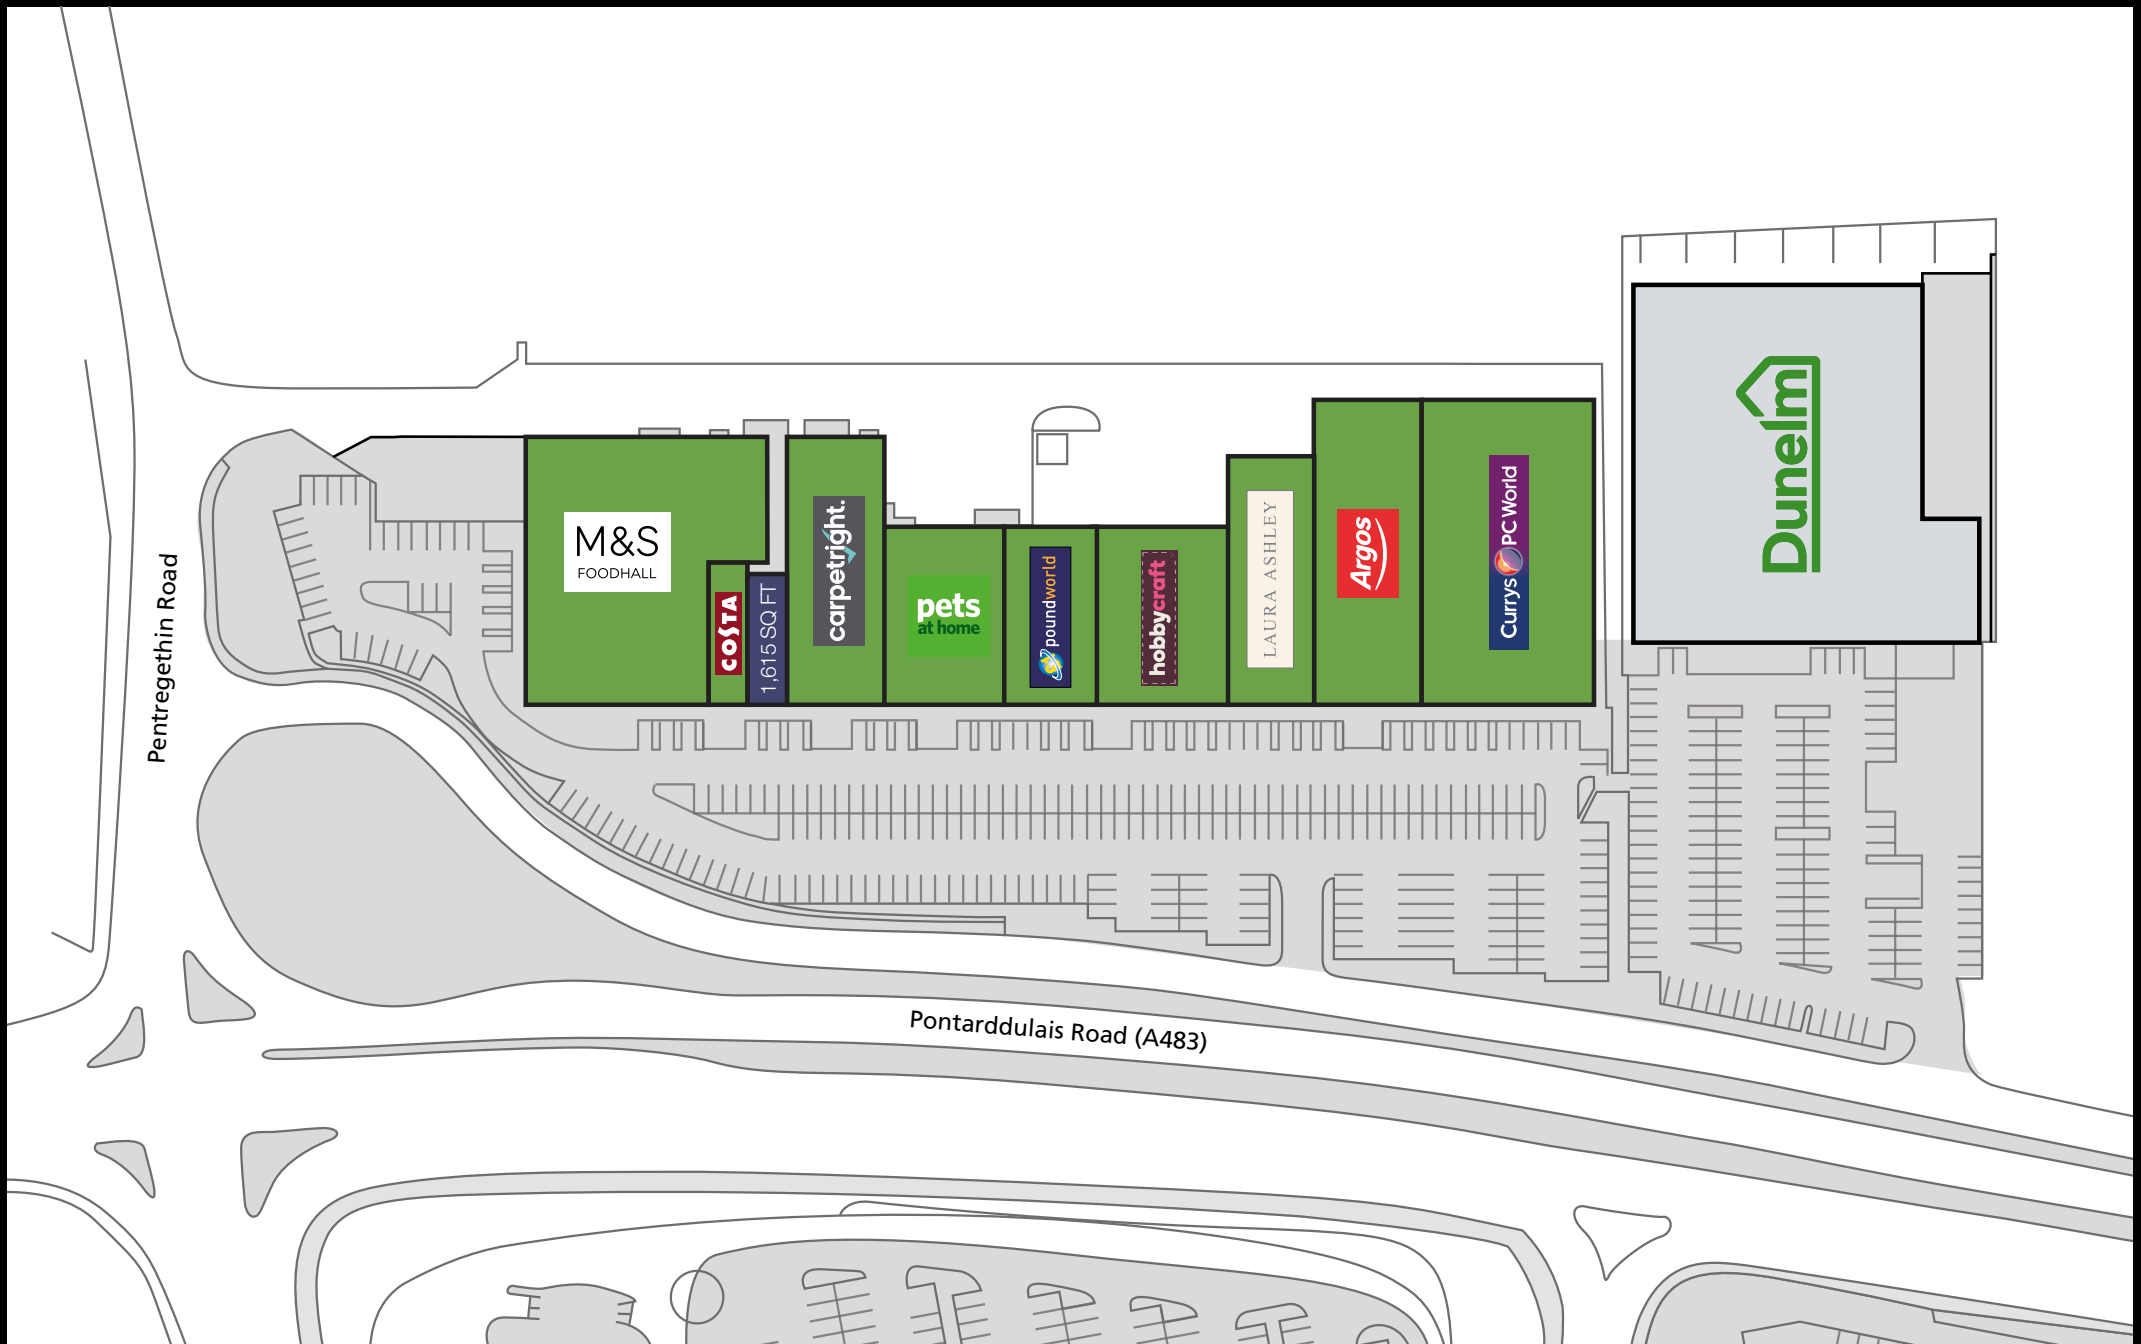 Pentregethin Road
M&S
FOODHALL
COSTA
1,615 SQ FT
carpetright.
pets
at home
poundworld
hobbycraft
LAURA ASHLEY
Argos
Currys PC World
Dunelm
Pontarddulais Road (A483)